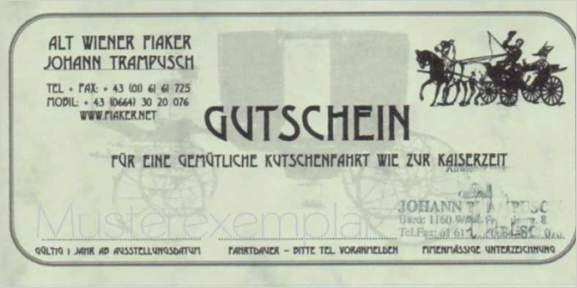 ALT WIENER FIAKER
JOHANN TRAMPUSCH
TEL + FAX: + 43 (0)1 61 61 725
MOBIL: + 43 (0664) 30 20 076
WWW.FIAKER.NET
GUTSCHEIN
FÜR EINE GEMÜTLICHE KUTSCHENFAHRT WIE ZUR KAISERZEIT
JOHANN
1160
Musterexemplar
GÜLTIG 1 JAHR AB AUSSTELLUNGSDATUM
FAHRTDAUER – BITTE TEL. VORANMELDEN
FIRMENMÄSSIGE UNTERZEICHNUNG